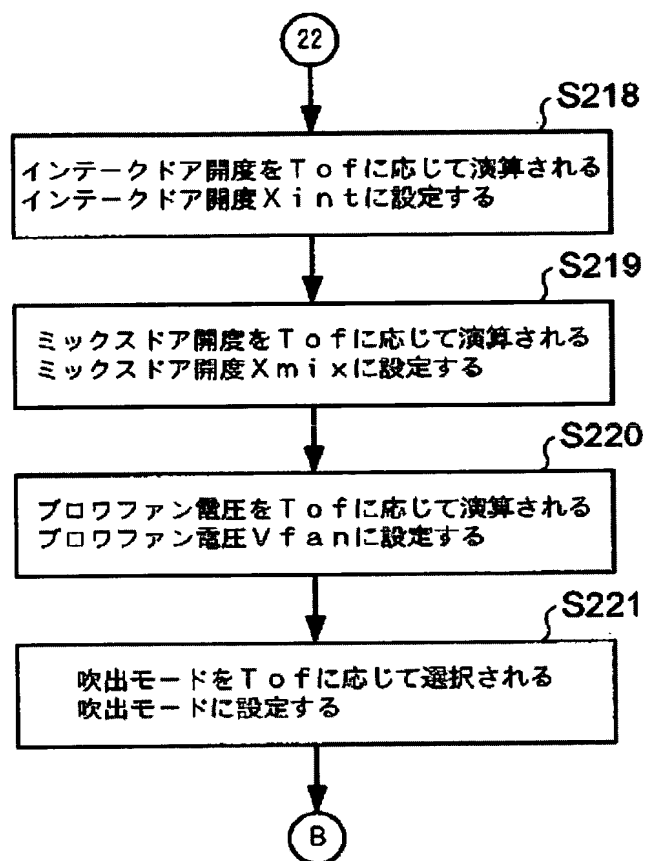 22
S218
インテークドア開度をTofに応じて演算される
インテークドア開度Xintに設定する
S219
ミックスドア開度をTofに応じて演算される
ミックスドア開度Xmixに設定する
S220
ブロワファン電圧をTofに応じて演算される
ブロワファン電圧Vfanに設定する
S221
吹出モードをTofに応じて選択される
吹出モードに設定する
B